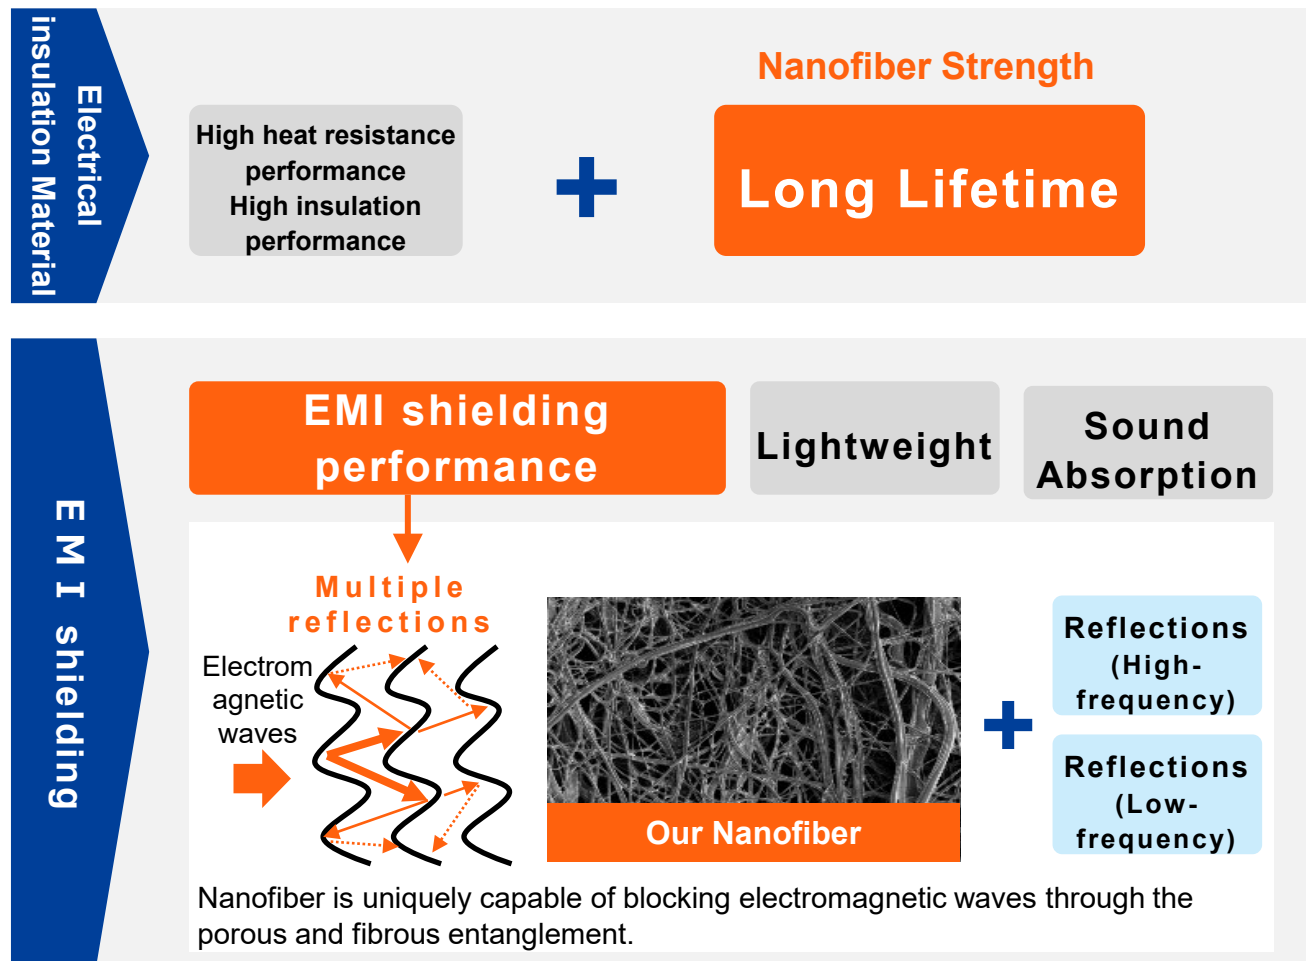 Electrical
insulation Material
Nanofiber Strength
High heat resistance
performance
High insulation
performance
Long Lifetime
EMI shielding
EMI shielding
performance
Lightweight
Sound
Absorption
Multiple
reflections
Electrom
agnetic
waves
Our Nanofiber
Reflections
(High-
frequency)
Reflections
(Low-
frequency)
Nanofiber is uniquely capable of blocking electromagnetic waves through the
porous and fibrous entanglement.